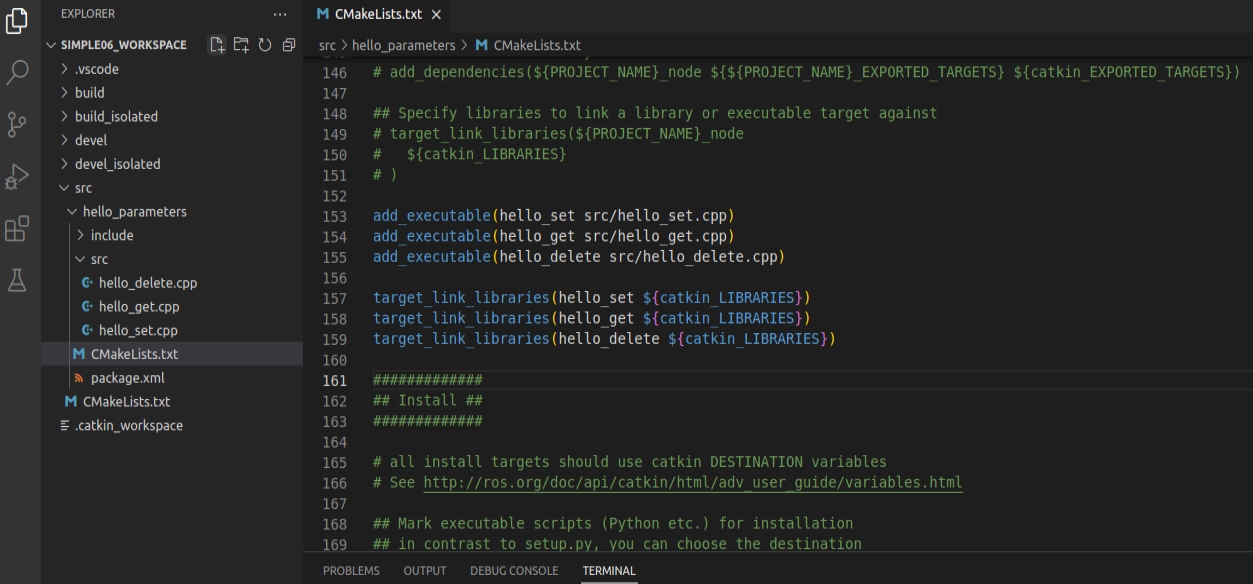 EXPLORER
SIMPLE06_WORKSPACE
.vscode
build
build_isolated
devel
devel_isolated
src
hello_parameters
include
src
hello_delete.cpp
hello_get.cpp
hello_set.cpp
CMakeLists.txt
package.xml
CMakeLists.txt
.catkin_workspace
CMakeLists.txt
src > hello_parameters > CMakeLists.txt
146 # add_dependencies(${PROJECT_NAME}_node ${${PROJECT_NAME}_EXPORTED_TARGETS} ${catkin_EXPORTED_TARGETS})
147
148 ## Specify libraries to link a library or executable target against
149 # target_link_libraries(${PROJECT_NAME}_node
150 #   ${catkin_LIBRARIES}
151 # )
152
153 add_executable(hello_set src/hello_set.cpp)
154 add_executable(hello_get src/hello_get.cpp)
155 add_executable(hello_delete src/hello_delete.cpp)
156
157 target_link_libraries(hello_set ${catkin_LIBRARIES})
158 target_link_libraries(hello_get ${catkin_LIBRARIES})
159 target_link_libraries(hello_delete ${catkin_LIBRARIES})
160
161 #############
162 ## Install ##
163 #############
164
165 # all install targets should use catkin DESTINATION variables
166 # See http://ros.org/doc/api/catkin/html/adv_user_guide/variables.html
167
168 ## Mark executable scripts (Python etc.) for installation
169 ## in contrast to setup.py, you can choose the destination
PROBLEMS OUTPUT DEBUG CONSOLE TERMINAL